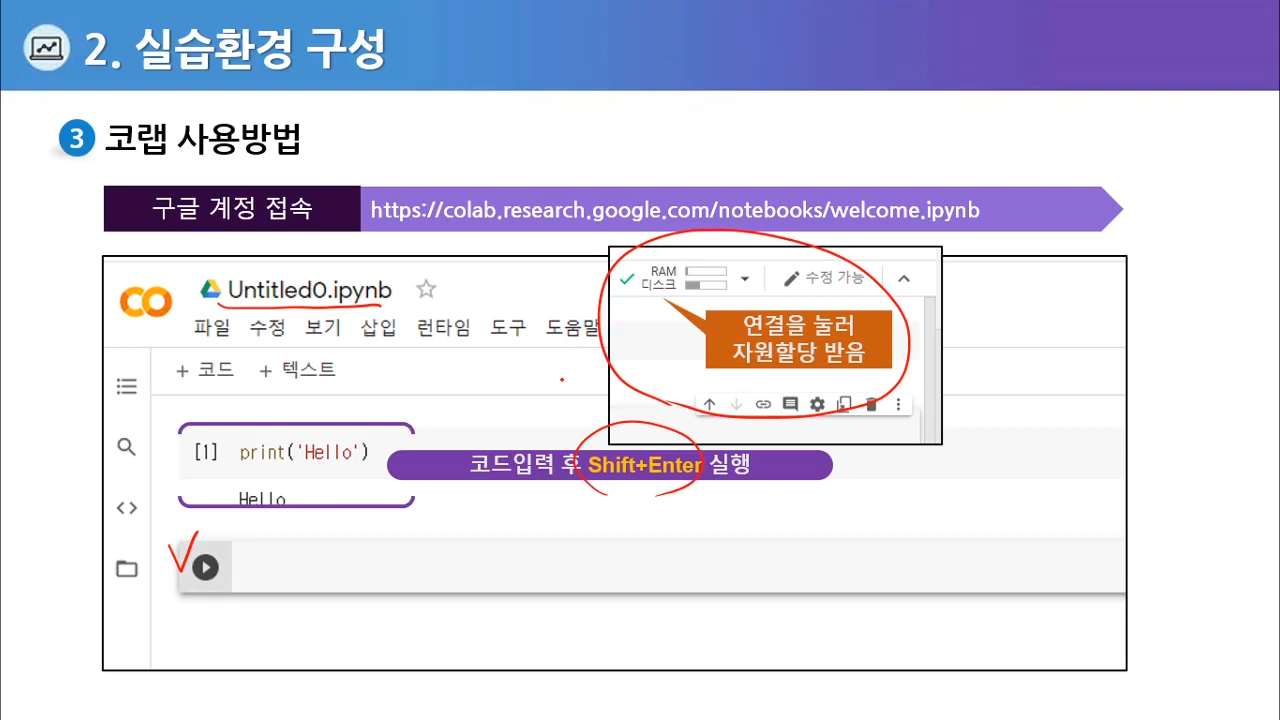 2. 실습환경 구성
3 코랩 사용방법
구글 계정 접속 https://colab.research.google.com/notebooks/welcome.ipynb
CO Untitled0.ipynb
파일 수정 보기 삽입 런타임 도구 도움말
+ 코드 + 텍스트
RAM
디스크
수정 가능
연결을 눌러
자원할당 받음
[1] print('Hello')
코드입력 후 Shift+Enter 실행
Hello